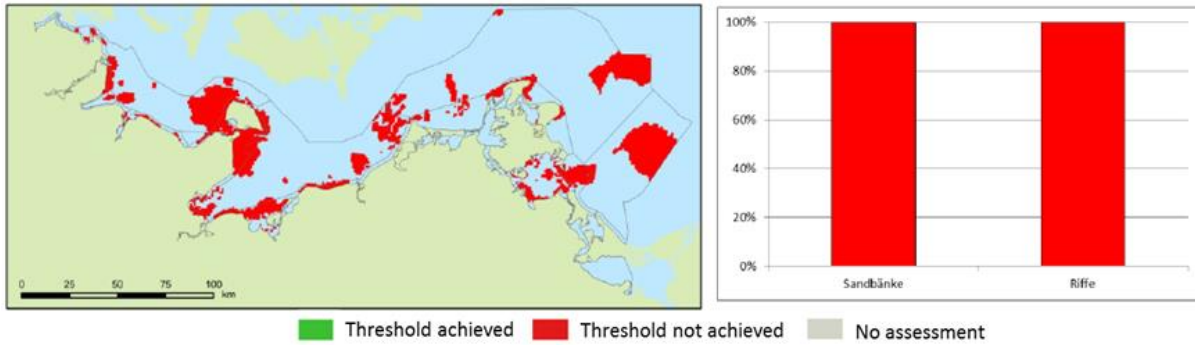 0 25 50 75 100
km
100%
80%
60%
40%
20%
0%
Sandbänke Riffe
Threshold achieved Threshold not achieved No assessment